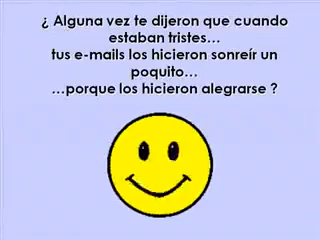 ¿ Alguna vez te dijeron que cuando
estaban tristes…
tus e-mails los hicieron sonreír un
poquito…
…porque los hicieron alegrarse ?